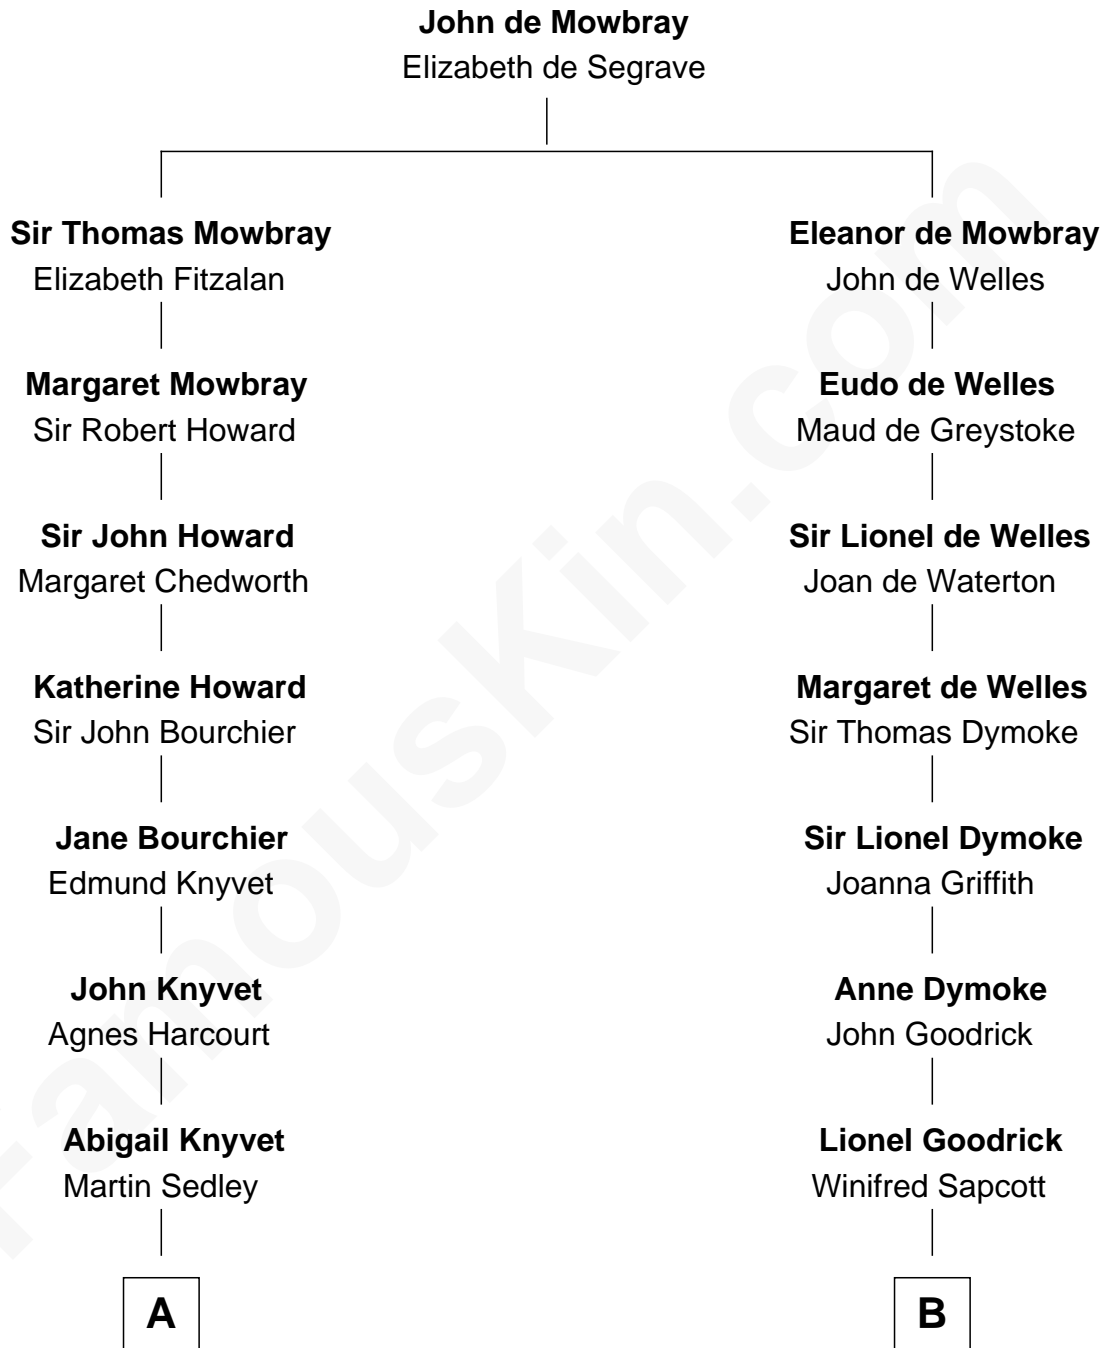 John de Mowbray
Elizabeth de Segrave
Sir Thomas Mowbray
Elizabeth Fitzalan
Eleanor de Mowbray
John de Welles
Margaret Mowbray
Sir Robert Howard
Eudo de Welles
Maud de Greystoke
Sir John Howard
Margaret Chedworth
Sir Lionel de Welles
Joan de Waterton
Katherine Howard
Sir John Bourchier
Margaret de Welles
Sir Thomas Dymoke
Jane Bourchier
Edmund Knyvet
Sir Lionel Dymoke
Joanna Griffith
John Knyvet
Agnes Harcourt
Anne Dymoke
John Goodrick
Abigail Knyvet
Martin Sedley
Lionel Goodrick
Winifred Sapcott
A
B
FamousKin.com